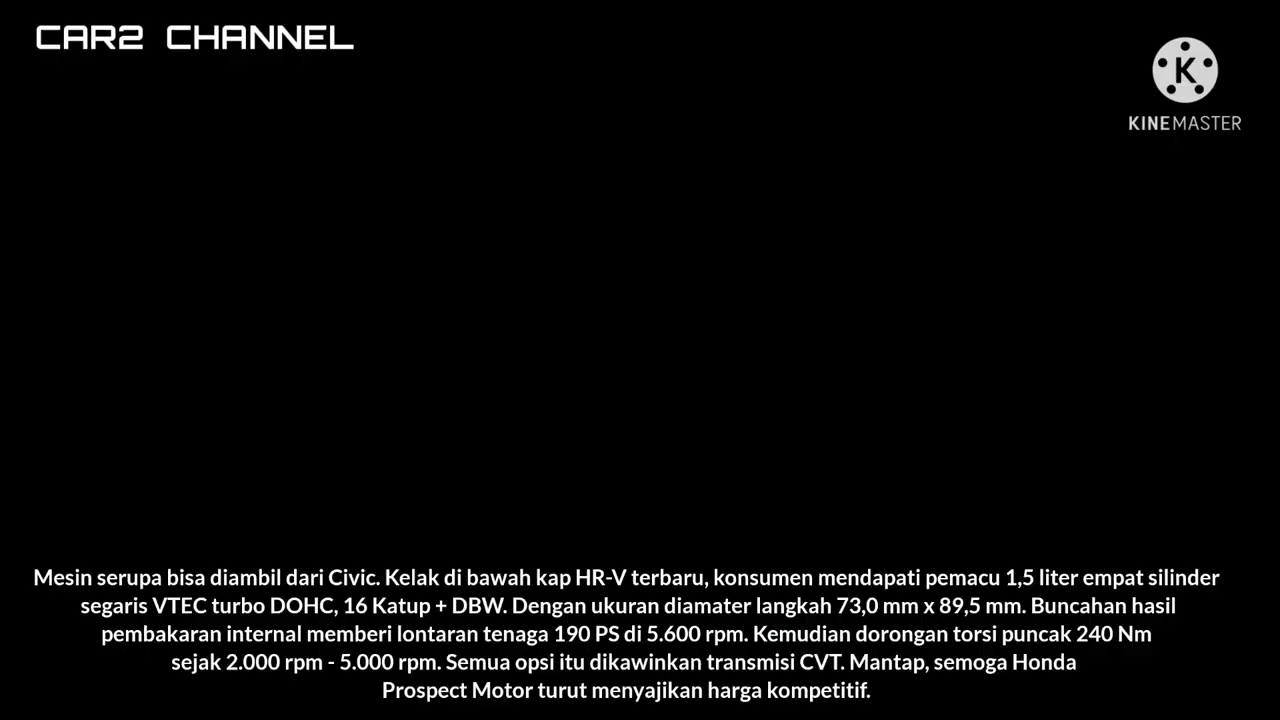 CAR2 CHANNEL
KINEMASTER
Mesin serupa bisa diambil dari Civic. Kelak di bawah kap HR-V terbaru, konsumen mendapati pemacu 1,5 liter empat silinder
segaris VTEC turbo DOHC, 16 Katup + DBW. Dengan ukuran diamater langkah 73,0 mm x 89,5 mm. Buncahan hasil
pembakaran internal memberi lontaran tenaga 190 PS di 5.600 rpm. Kemudian dorongan torsi puncak 240 Nm
sejak 2.000 rpm - 5.000 rpm. Semua opsi itu dikawinkan transmisi CVT. Mantap, semoga Honda
Prospect Motor turut menyajikan harga kompetitif.